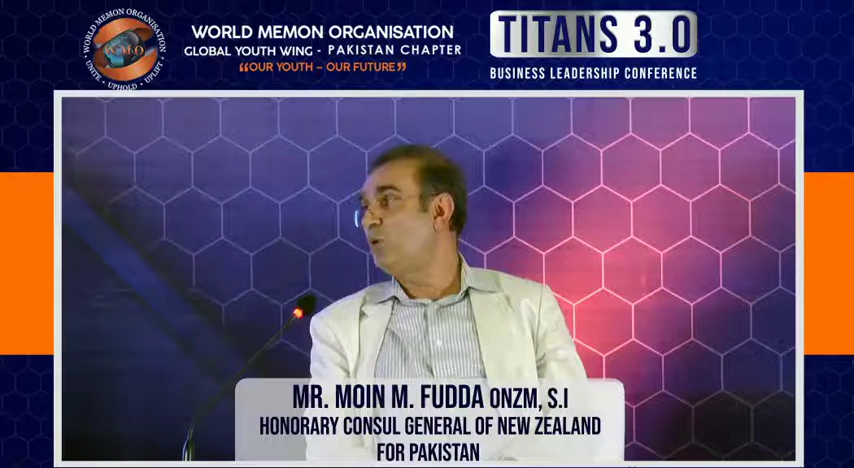 WORLD MEMON ORGANISATION
WMO
UNITE · UPHOLD · UPLIFT
WORLD MEMON ORGANISATION
GLOBAL YOUTH WING - PAKISTAN CHAPTER
“OUR YOUTH – OUR FUTURE”
TITANS 3.0
BUSINESS LEADERSHIP CONFERENCE
MR. MOIN M. FUDDA ONZM, S.I
HONORARY CONSUL GENERAL OF NEW ZEALAND
FOR PAKISTAN